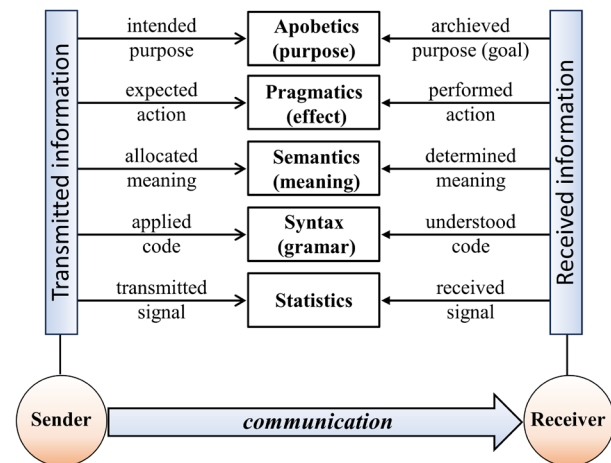 Transmitted information
intended
purpose
Apobetics
(purpose)
archieved
purpose (goal)
expected
action
Pragmatics
(effect)
performed
action
allocated
meaning
Semantics
(meaning)
determined
meaning
applied
code
Syntax
(gramar)
understood
code
transmitted
signal
Statistics
received
signal
Received information
Sender
communication
Receiver